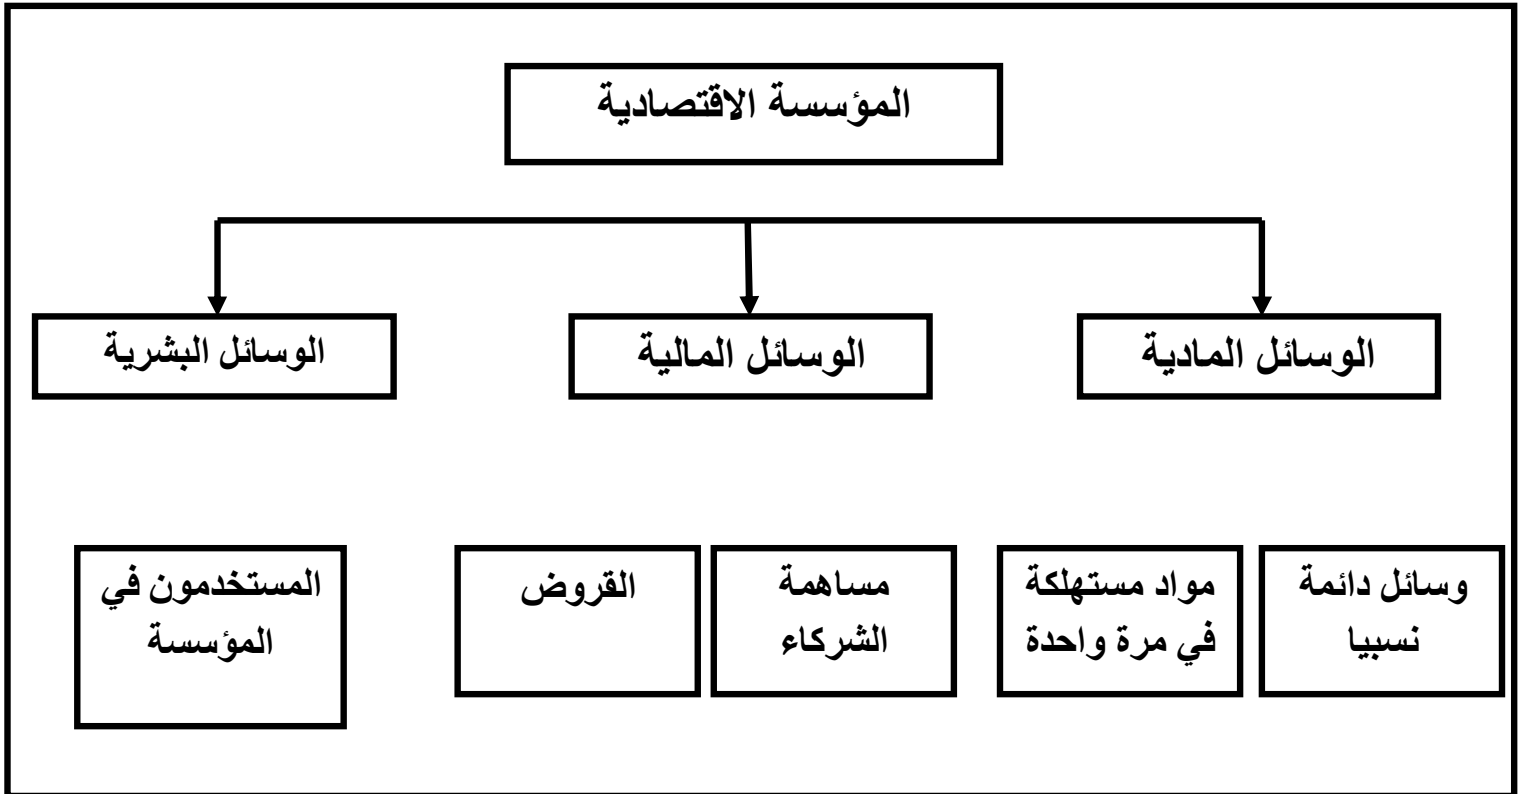 المؤسسة الاقتصادية
الوسائل المادية
الوسائل المالية
الوسائل البشرية
وسائل دائمة
نسبيا
مواد مستهلكة
في مرة واحدة
مساهمة
الشركاء
القروض
المستخدمون في
المؤسسة